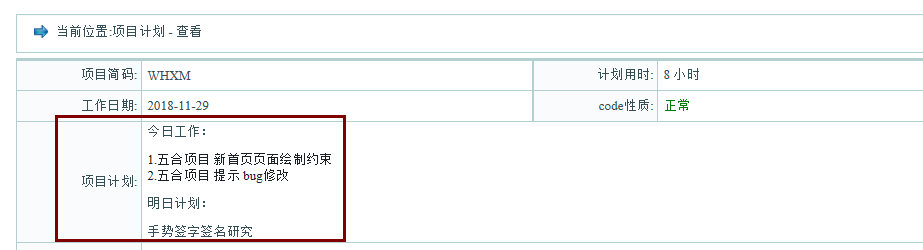 当前位置:项目计划 - 查看
项目简码: WHXM 计划用时: 8 小时
工作日期: 2018-11-29 code性质: 正常
今日工作:
1.五合项目 新首页页面绘制约束
项目计划: 2.五合项目 提示 bug修改
明日计划:
手势签字签名研究